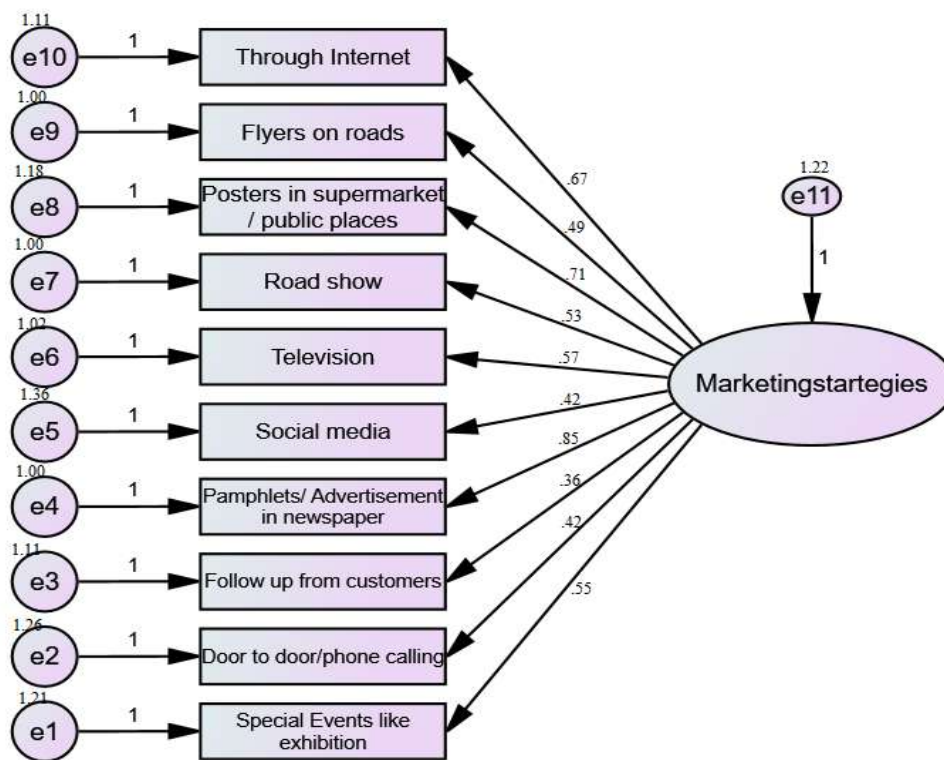 1.11
e10
1
Through Internet
1.00
e9
1
Flyers on roads
1.18
e8
1
Posters in supermarket
/ public places
1.00
e7
1
Road show
1.02
e6
1
Television
1.36
e5
1
Social media
1.00
e4
1
Pamphlets/ Advertisement
in newspaper
1.11
e3
1
Follow up from customers
1.26
e2
1
Door to door/phone calling
1.21
e1
1
Special Events like
exhibition
.67
.49
.71
.53
.57
.42
.85
.36
.42
.55
1.22
e11
1
Marketingstartegies